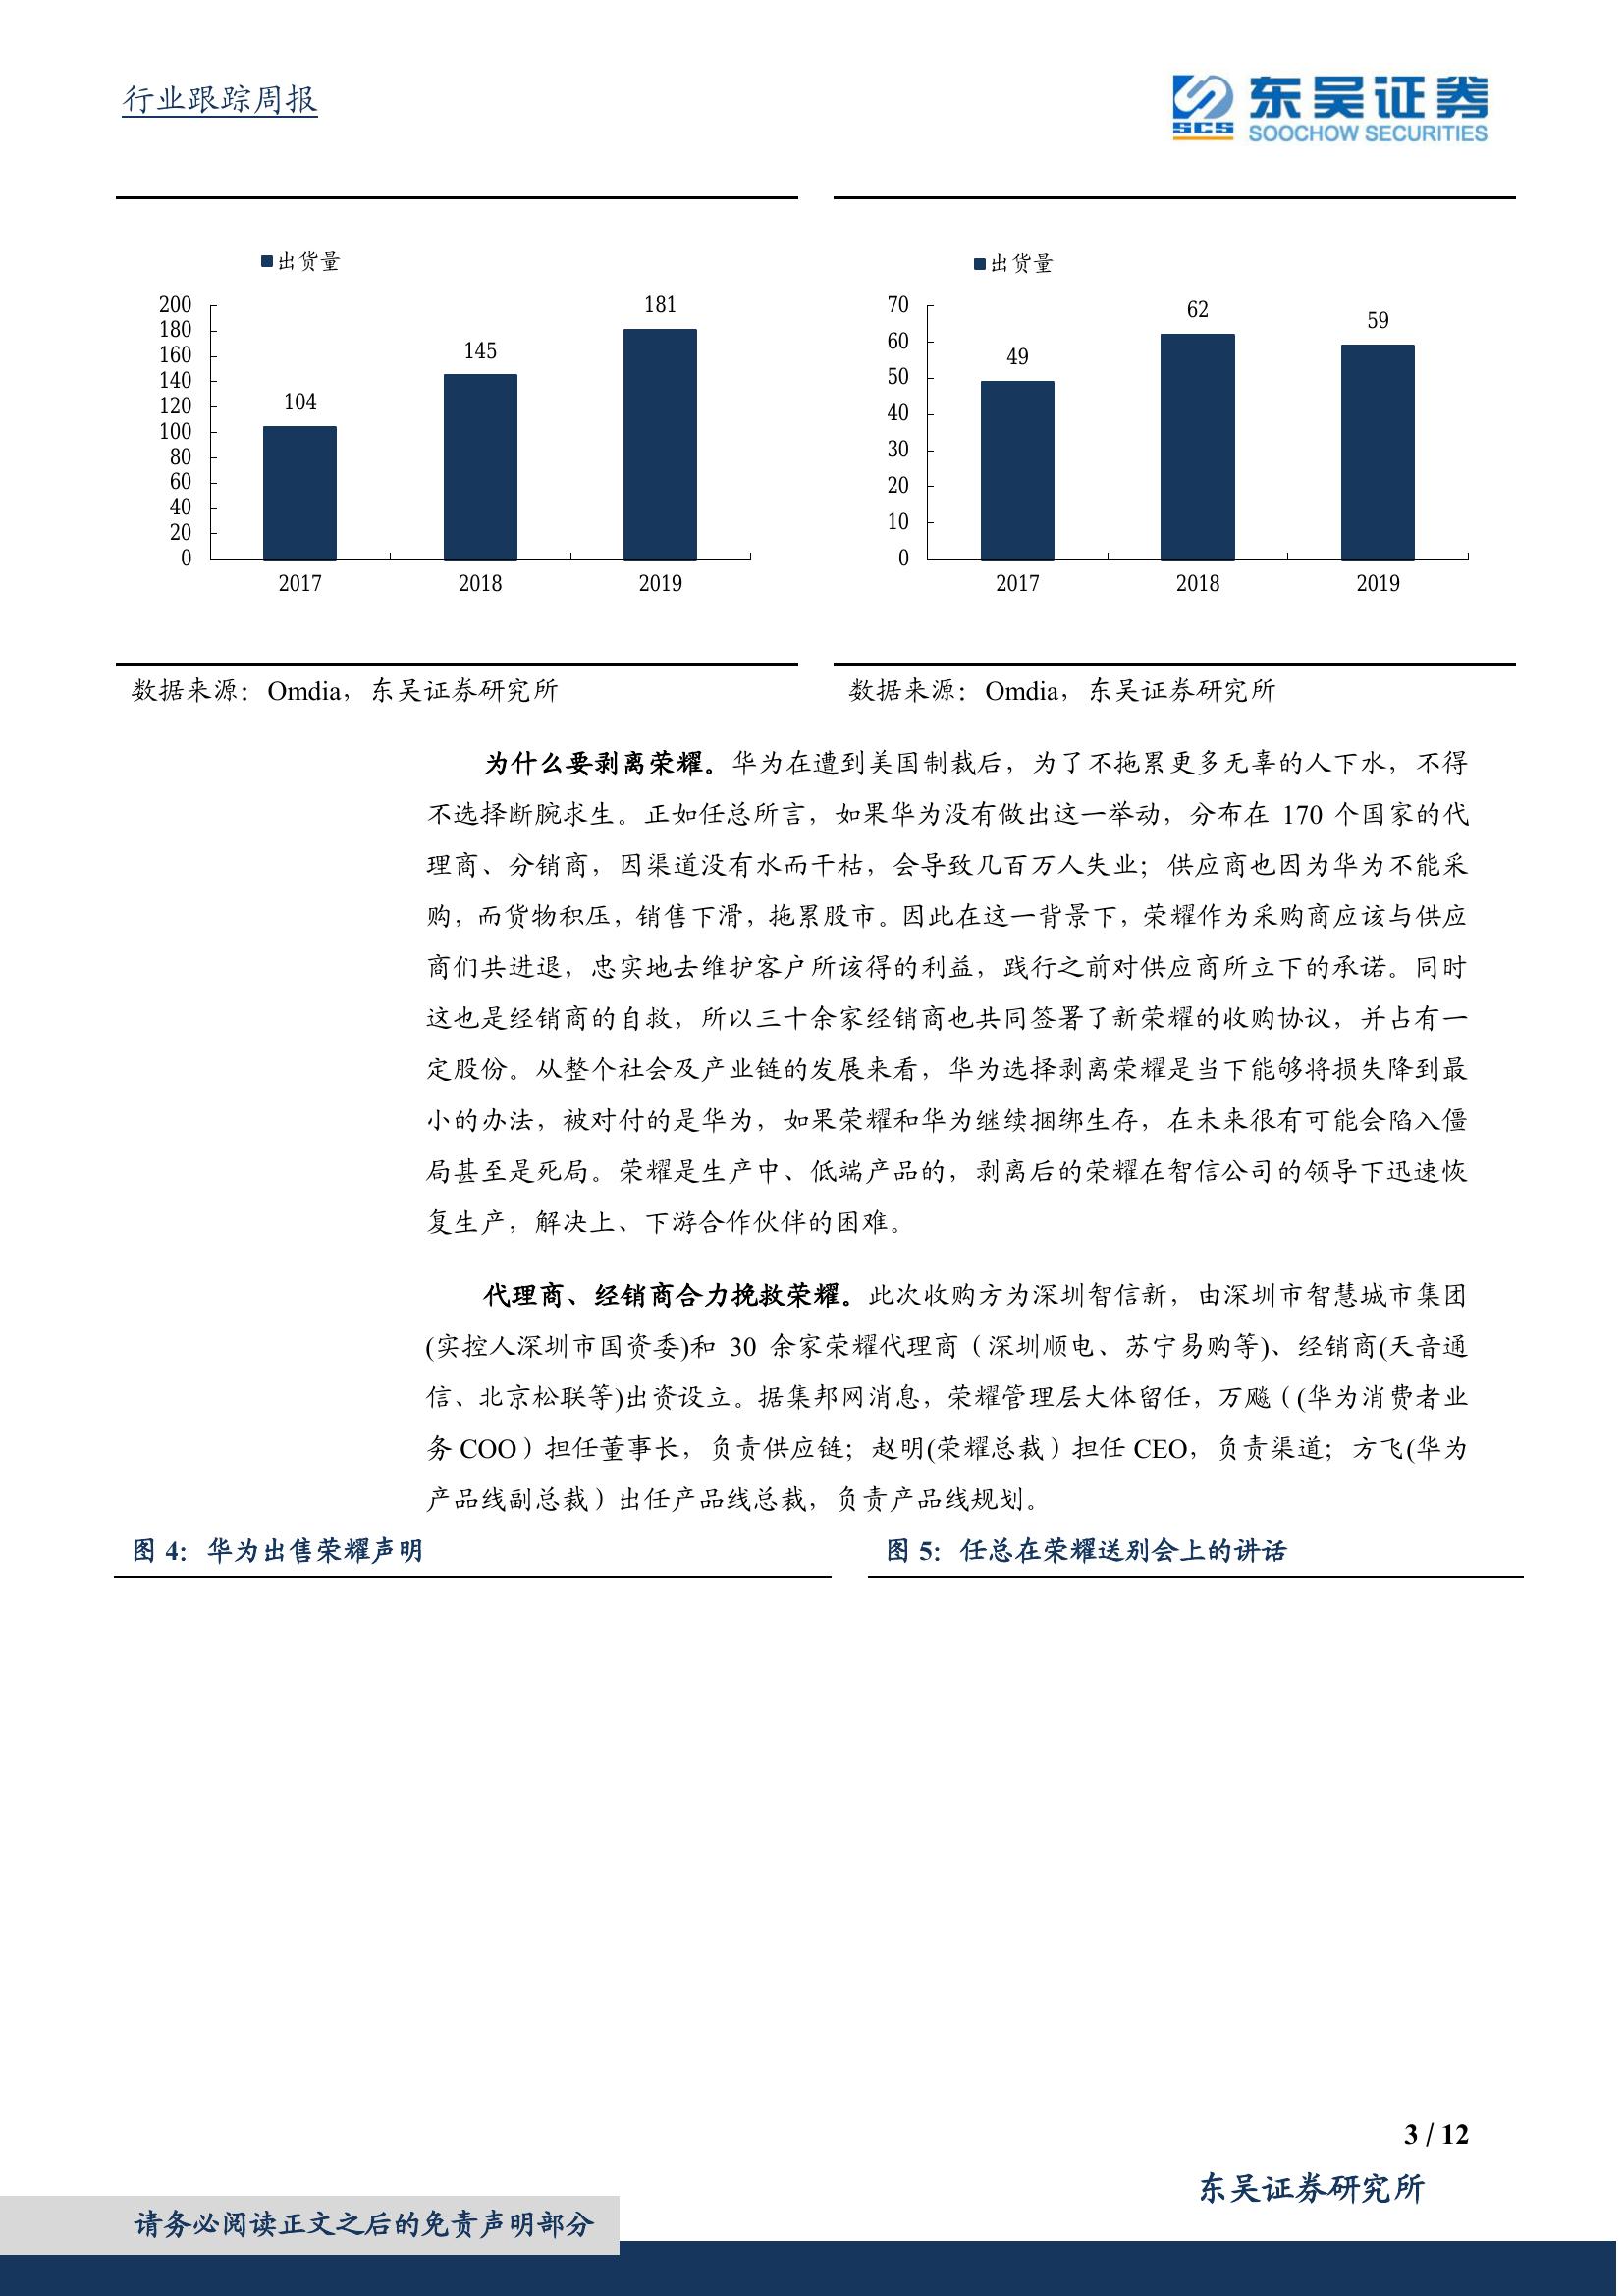 行业跟踪周报
东吴证券
SCS
SOOCHOW SECURITIES
出货量
200
180
160
140
120
100
80
60
40
20
0
104
145
181
2017
2018
2019
出货量
70
60
50
40
30
20
10
0
49
62
59
2017
2018
2019
数据来源：Omdia，东吴证券研究所
数据来源：Omdia，东吴证券研究所
为什么要剥离荣耀。华为在遭到美国制裁后，为了不拖累更多无辜的人下水，不得
不选择断腕求生。正如任总所言，如果华为没有做出这一举动，分布在 170 个国家的代
理商、分销商，因渠道没有水而干枯，会导致几百万人失业；供应商也因为华为不能采
购，而货物积压，销售下滑，拖累股市。因此在这一背景下，荣耀作为采购商应该与供应
商们共进退，忠实地去维护客户所该得的利益，践行之前对供应商所立下的承诺。同时
这也是经销商的自救，所以三十余家经销商也共同签署了新荣耀的收购协议，并占有一
定股份。从整个社会及产业链的发展来看，华为选择剥离荣耀是当下能够将损失降到最
小的办法，被对付的是华为，如果荣耀和华为继续捆绑生存，在未来很有可能会陷入僵
局甚至是死局。荣耀是生产中、低端产品的，剥离后的荣耀在智信公司的领导下迅速恢
复生产，解决上、下游合作伙伴的困难。
代理商、经销商合力挽救荣耀。此次收购方为深圳智信新，由深圳市智慧城市集团
(实控人深圳市国资委)和 30 余家荣耀代理商（深圳顺电、苏宁易购等)、经销商(天音通
信、北京松联等)出资设立。据集邦网消息，荣耀管理层大体留任，万飚（(华为消费者业
务 COO）担任董事长，负责供应链；赵明(荣耀总裁）担任 CEO，负责渠道；方飞(华为
产品线副总裁）出任产品线总裁，负责产品线规划。
图 4：华为出售荣耀声明
图 5：任总在荣耀送别会上的讲话
3 / 12
东吴证券研究所
请务必阅读正文之后的免责声明部分